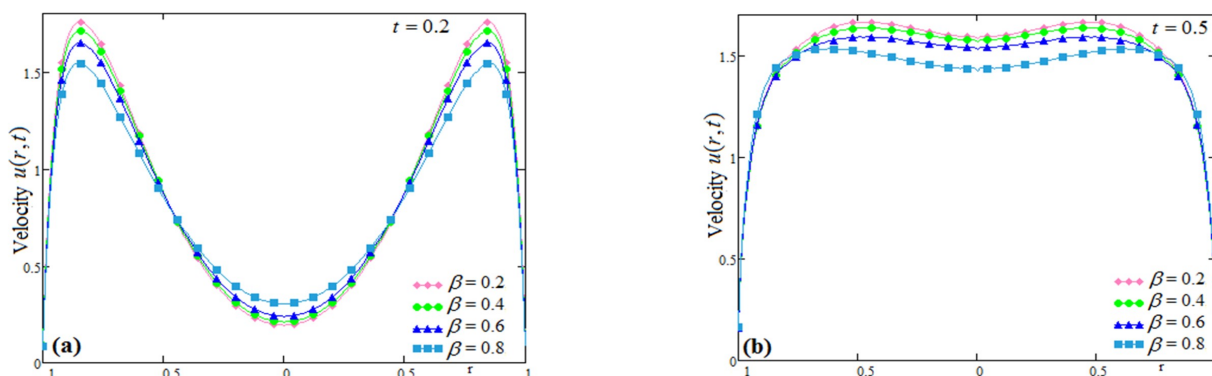 t = 0.2
1.5
1
0.5
0
Velocity u(r,t)
β = 0.2
β = 0.4
β = 0.6
β = 0.8
(a)
1 0.5 0 0.5 1
r
t = 0.5
1.5
1
0.5
0
Velocity u(r,t)
β = 0.2
β = 0.4
β = 0.6
β = 0.8
(b)
1 0.5 0 0.5
r